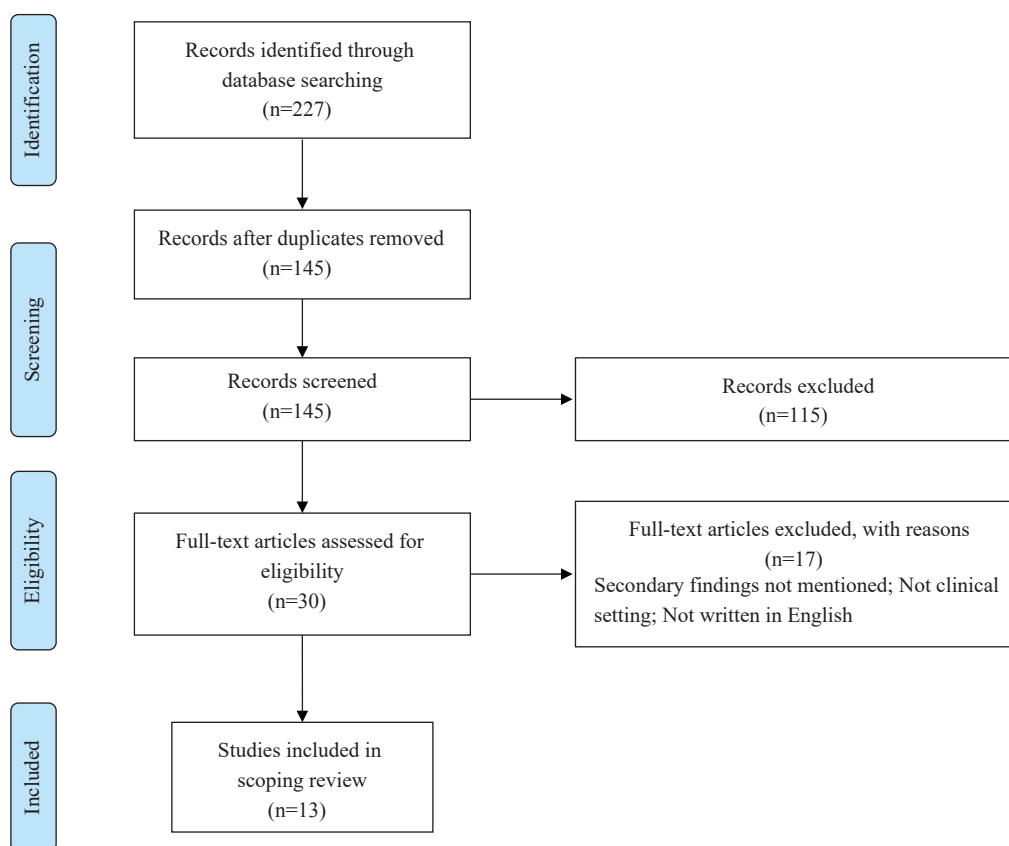 Identification
Records identified through
database searching
(n=227)
Screening
Records after duplicates removed
(n=145)
Records screened
(n=145)
Records excluded
(n=115)
Eligibility
Full-text articles assessed for
eligibility
(n=30)
Full-text articles excluded, with reasons
(n=17)
Secondary findings not mentioned; Not clinical
setting; Not written in English
Included
Studies included in
scoping review
(n=13)